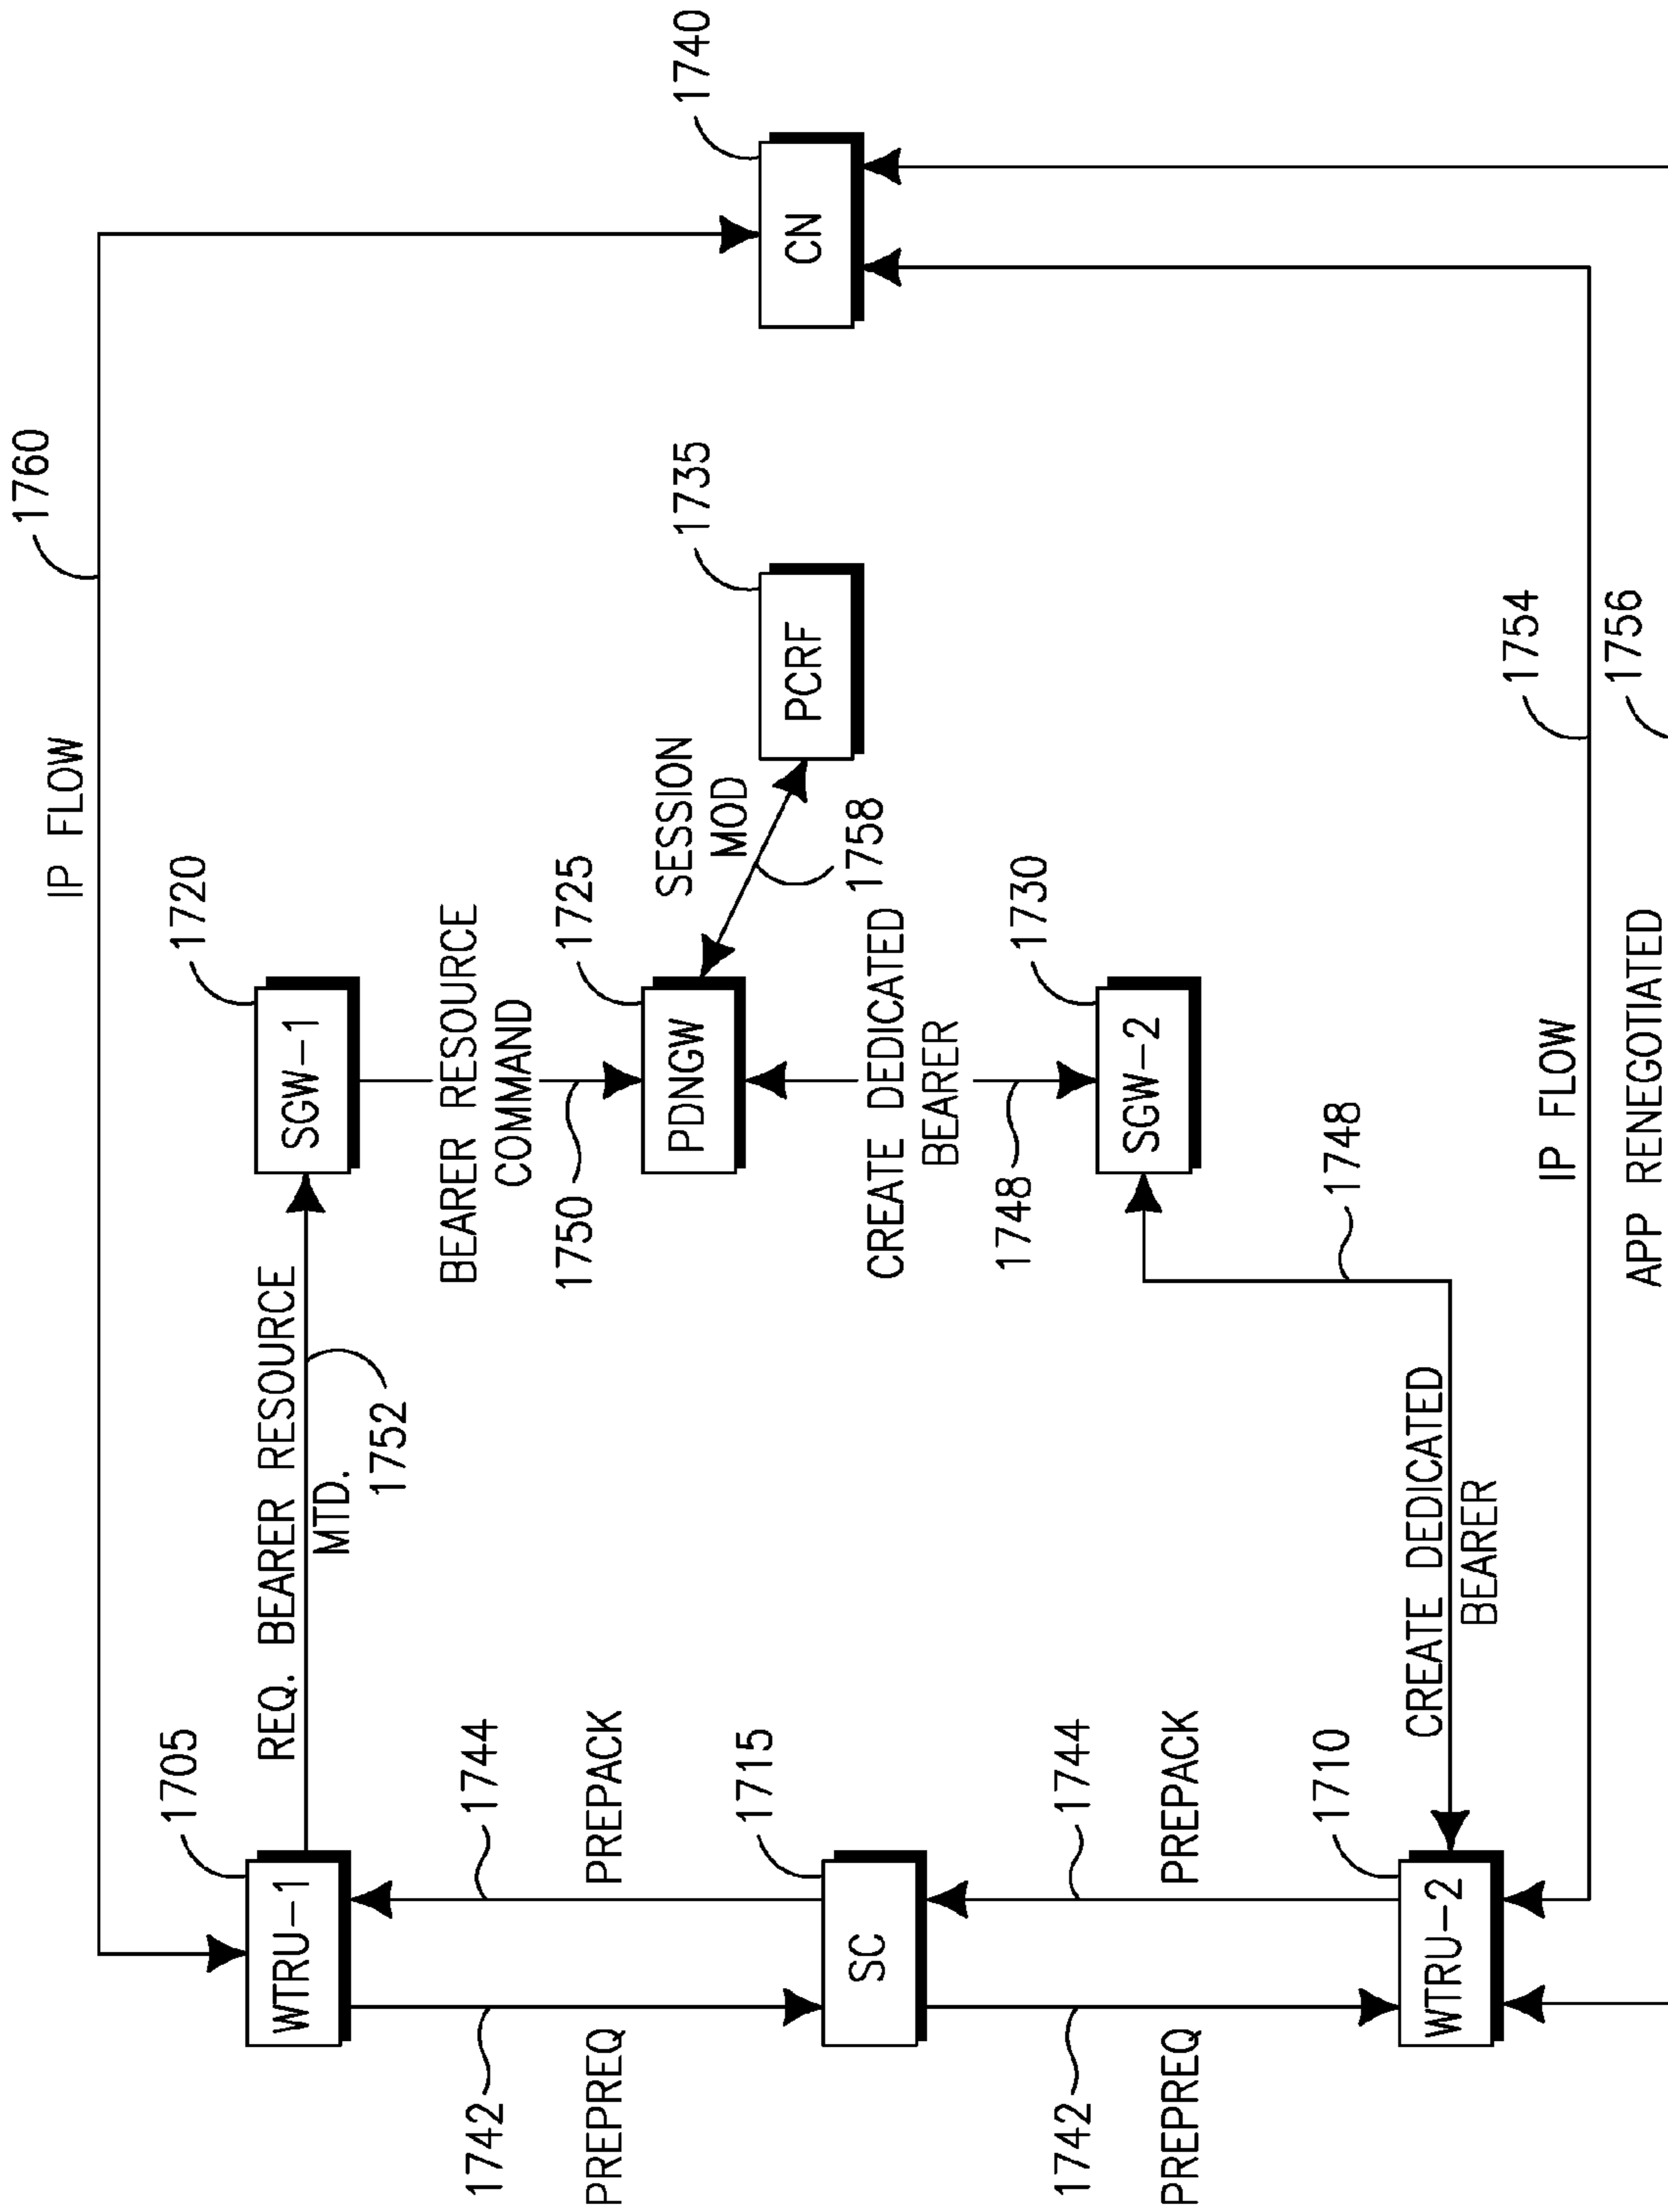 1760
IP FLOW
1705
WTRU-1
REQ. BEARER RESOURCE
MTD.
1752
1720
SGW-1
BEARER RESOURCE
COMMAND
1750
1742
PREPREQ
1744
PREPACK
1715
SC
1725
PDNGW
SESSION
MOD
1758
1735
PCRF
1740
CN
CREATE DEDICATED
BEARER
1748
1742
PREPREQ
1744
PREPACK
1710
WTRU-2
1730
SGW-2
1748
CREATE DEDICATED
BEARER
IP FLOW
1754
APP RENEGOTIATED
1756